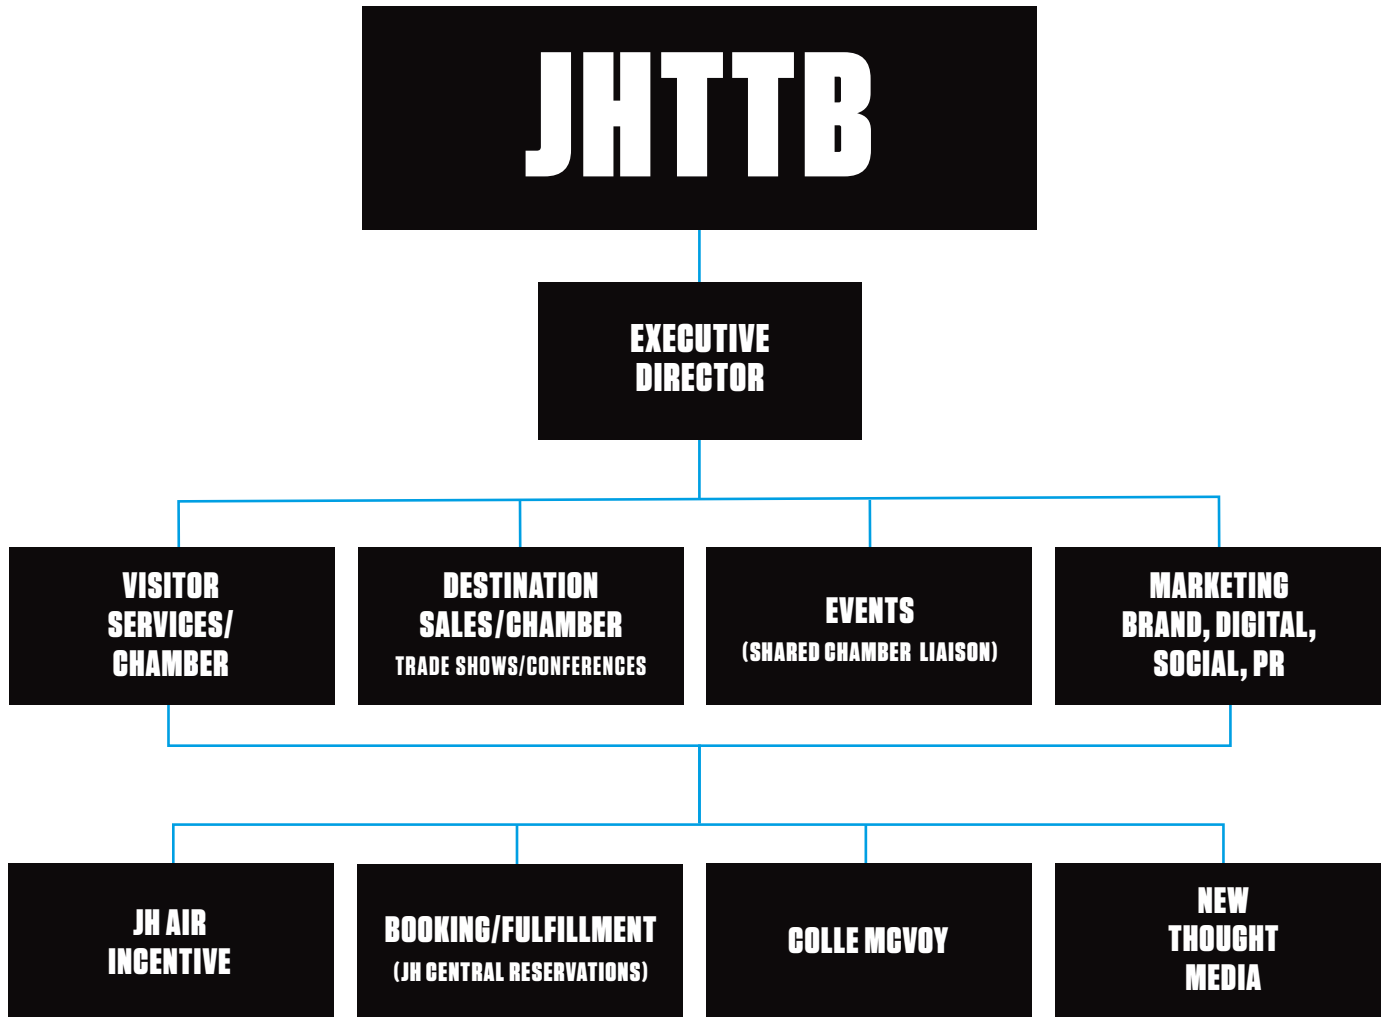 JHTTB
EXECUTIVE
DIRECTOR
VISITOR
SERVICES/
CHAMBER
DESTINATION
SALES/CHAMBER
TRADE SHOWS/CONFERENCES
EVENTS
(SHARED CHAMBER LIAISON)
MARKETING
BRAND, DIGITAL,
SOCIAL, PR
JH AIR
INCENTIVE
BOOKING/FULFILLMENT
(JH CENTRAL RESERVATIONS)
COLLE MCVOY
NEW
THOUGHT
MEDIA